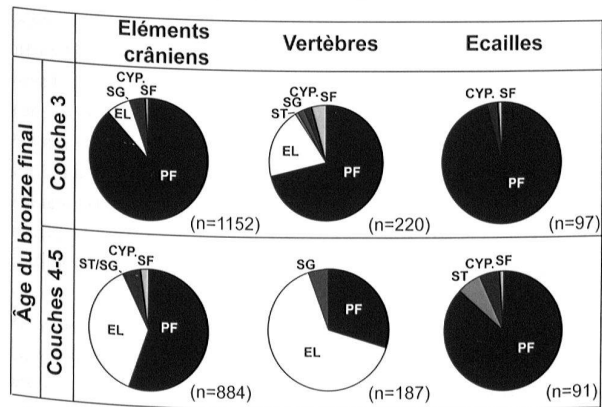 Eléments crâniens
Vertèbres
Ecailles
Âge du bronze final
Couche 3
CYP.
SG
EL
PF
(n=1152)
CYP. SF
SG
ST
EL
PF
(n=220)
CYP. SF
PF
(n=97)
Couches 4-5
CYP.
ST/SG
SF
EL
PF
(n=884)
SG
PF
EL
(n=187)
CYP. SF
ST
PF
(n=91)